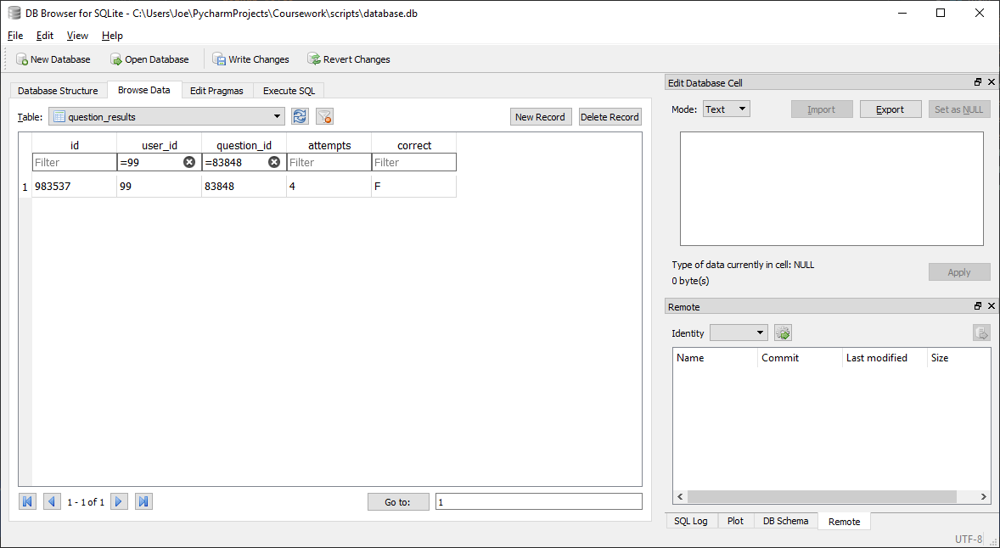 DB Browser for SQLite - C:\Users\Joe\PycharmProjects\Coursework\scripts\database.db
File Edit View Help
New Database Open Database Write Changes Revert Changes
Database Structure Browse Data Edit Pragmas Execute SQL
Table: question_results New Record Delete Record
id user_id question_id attempts correct
Filter =99 =83848 Filter Filter
1 983537 99 83848 4 F
1 - 1 of 1 Go to: 1
Edit Database Cell
Mode: Text Import Export Set as NULL
Type of data currently in cell: NULL
0 byte(s)
Apply
Remote
Identity
Name Commit Last modified Size
SQL Log Plot DB Schema Remote
UTF-8